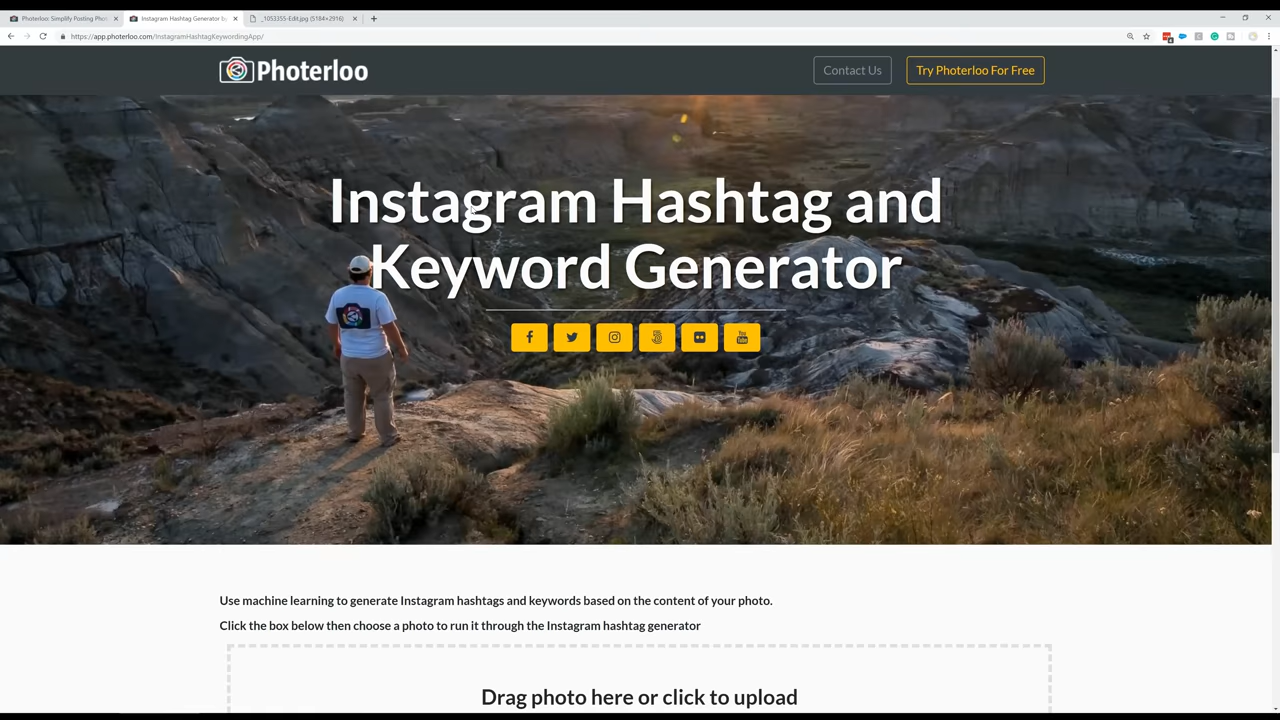 Photerloo: Simplify Posting Phot
Instagram Hashtag Generator b
_1053355-Edit.jpg (5184×2916)
https://app.photerloo.com/InstagramHashtagKeywordingApp/
Photerloo
Contact Us
Try Photerloo For Free
Instagram Hashtag and
Keyword Generator
You
Tube
Use machine learning to generate Instagram hashtags and keywords based on the content of your photo.
Click the box below then choose a photo to run it through the Instagram hashtag generator
Drag photo here or click to upload